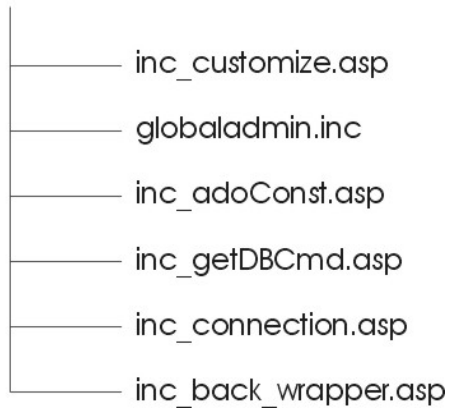 inc_customize.asp
globaladmin.inc
inc_adoConst.asp
inc_getDBCmd.asp
inc_connection.asp
inc_back_wrapper.asp